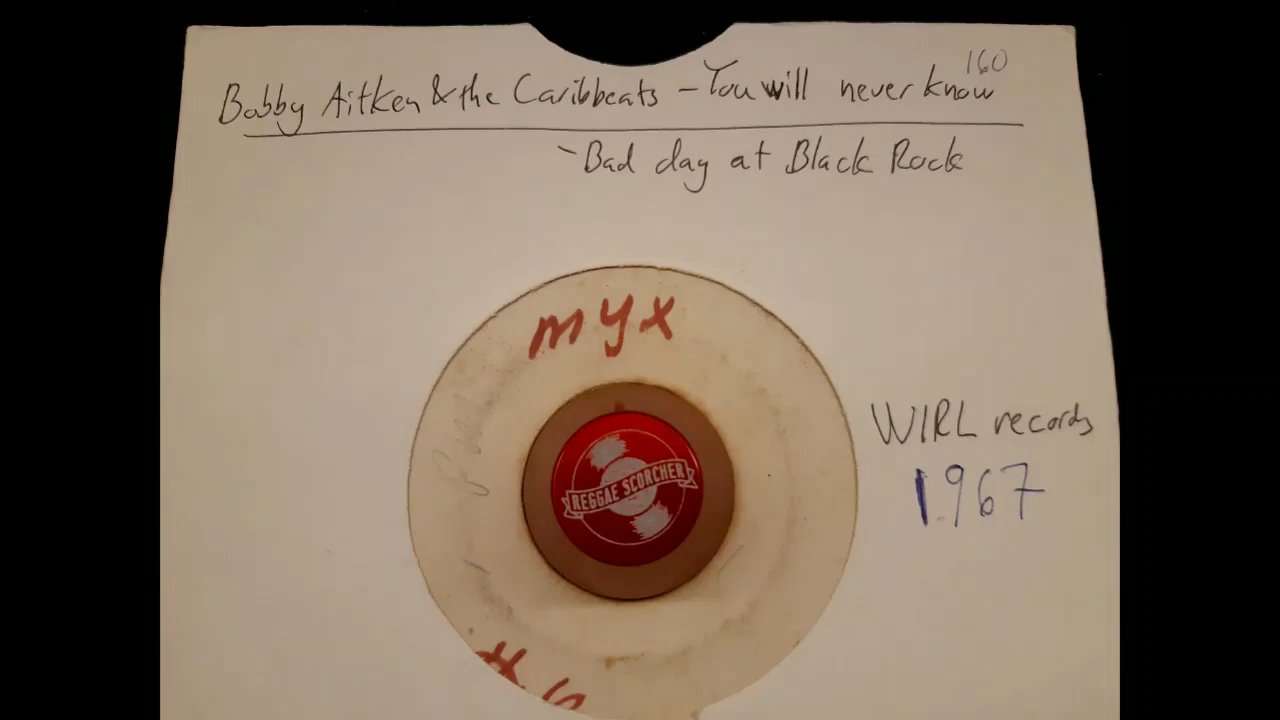 160
Bobby Aitken & the Caribbeats - You will never know
- Bad day at Black Rock
myx
REGGAE SCORCHER
WIRL records
1967